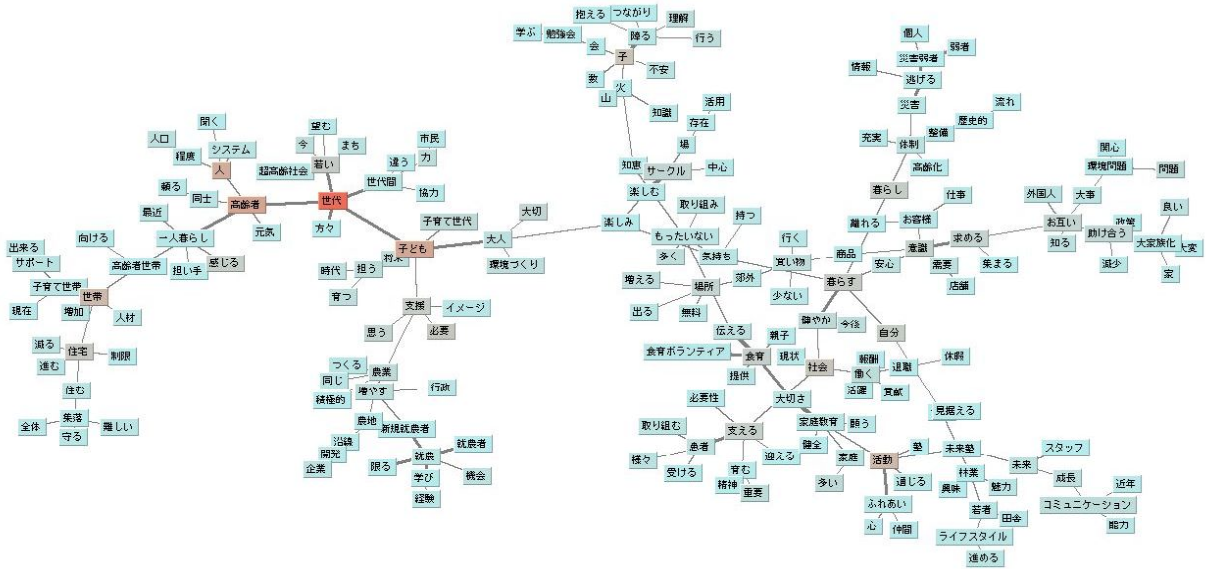 抱える
つながり
理解
学ぶ
勉強会
会
障る
行う
子
数
不安
山
火
知識
活用
存在
場
知恵
サークル
中心
楽しむ
楽しみ
取り組み
持つ
もったいない
多く
気持ち
個人
災害弱者
弱者
情報
逃げる
災害
流れ
歴史的
整備
充実
体制
高齢化
暮らし
仕事
離れる
お客様
行く
買い物
商品
意識
求める
安心
需要
集まる
店舗
少ない
郊外
暮らす
関心
環境問題
問題
外国人
大事
お互い
知る
政策
助け合う
減少
良い
大家族化
大変
家
人口
聞く
程度
システム
人
望む
今
まち
若い
超高齢社会
市民
力
違う
世代間
協力
世代
方々
頼る
同士
高齢者
元気
最近
一人暮らし
向ける
高齢者世帯
担い手
感じる
出来る
サポート
子育て世帯
世帯
現在
増加
人材
減る
住宅
制限
進む
住む
集落
全体
守る
難しい
子育て世代
大切
大人
環境づくり
子ども
将来
時代
担う
育つ
支援
イメージ
思う
必要
つくる
農業
同じ
増やす
積極的
行政
農地
新規就農者
沿線
開発
企業
就農者
就農
限る
学び
機会
経験
増える
場所
出る
無料
伝える
親子
食育ボランティア
食育
提供
現状
健やか
今後
社会
自分
報酬
働く
退職
休暇
活躍
貢献
大切さ
見据える
必要性
取り組む
支える
患者
様々
受ける
迎える
育む
精神
重要
家庭教育
願う
健全
家庭
多い
塾
活動
通じる
ふれあい
心
仲間
未来塾
未来
スタッフ
成長
林業
興味
魅力
近年
コミュニケーション
能力
若者
田舎
ライフスタイル
進める